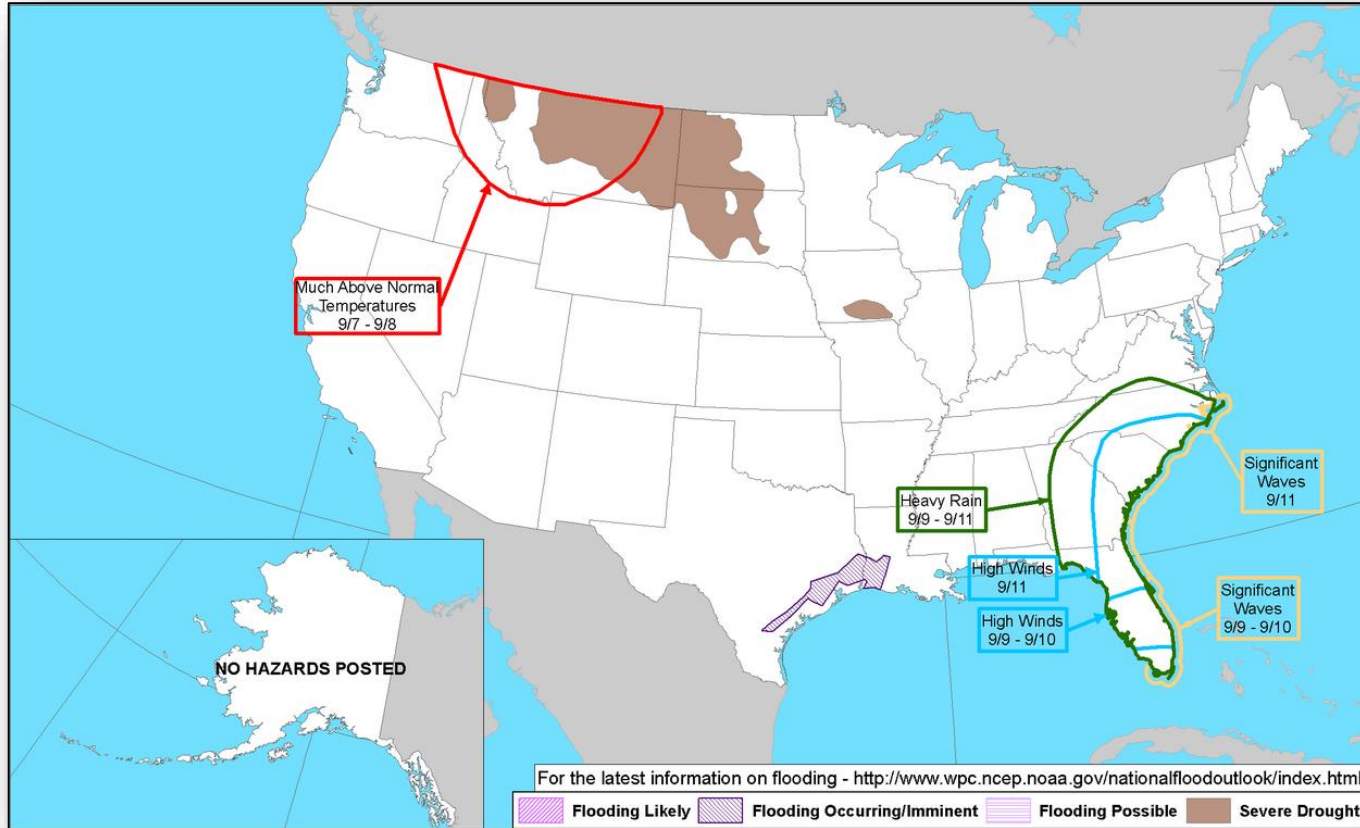 Much Above Normal
Temperatures
9/7 - 9/8
Heavy Rain
9/9 - 9/11
Significant
Waves
9/11
High Winds
9/11
High Winds
9/9 - 9/10
Significant
Waves
9/9 - 9/10
NO HAZARDS POSTED
For the latest information on flooding - http://www.wpc.ncep.noaa.gov/nationalfloodoutlook/index.html
Flooding Likely
Flooding Occurring/Imminent
Flooding Possible
Severe Drought